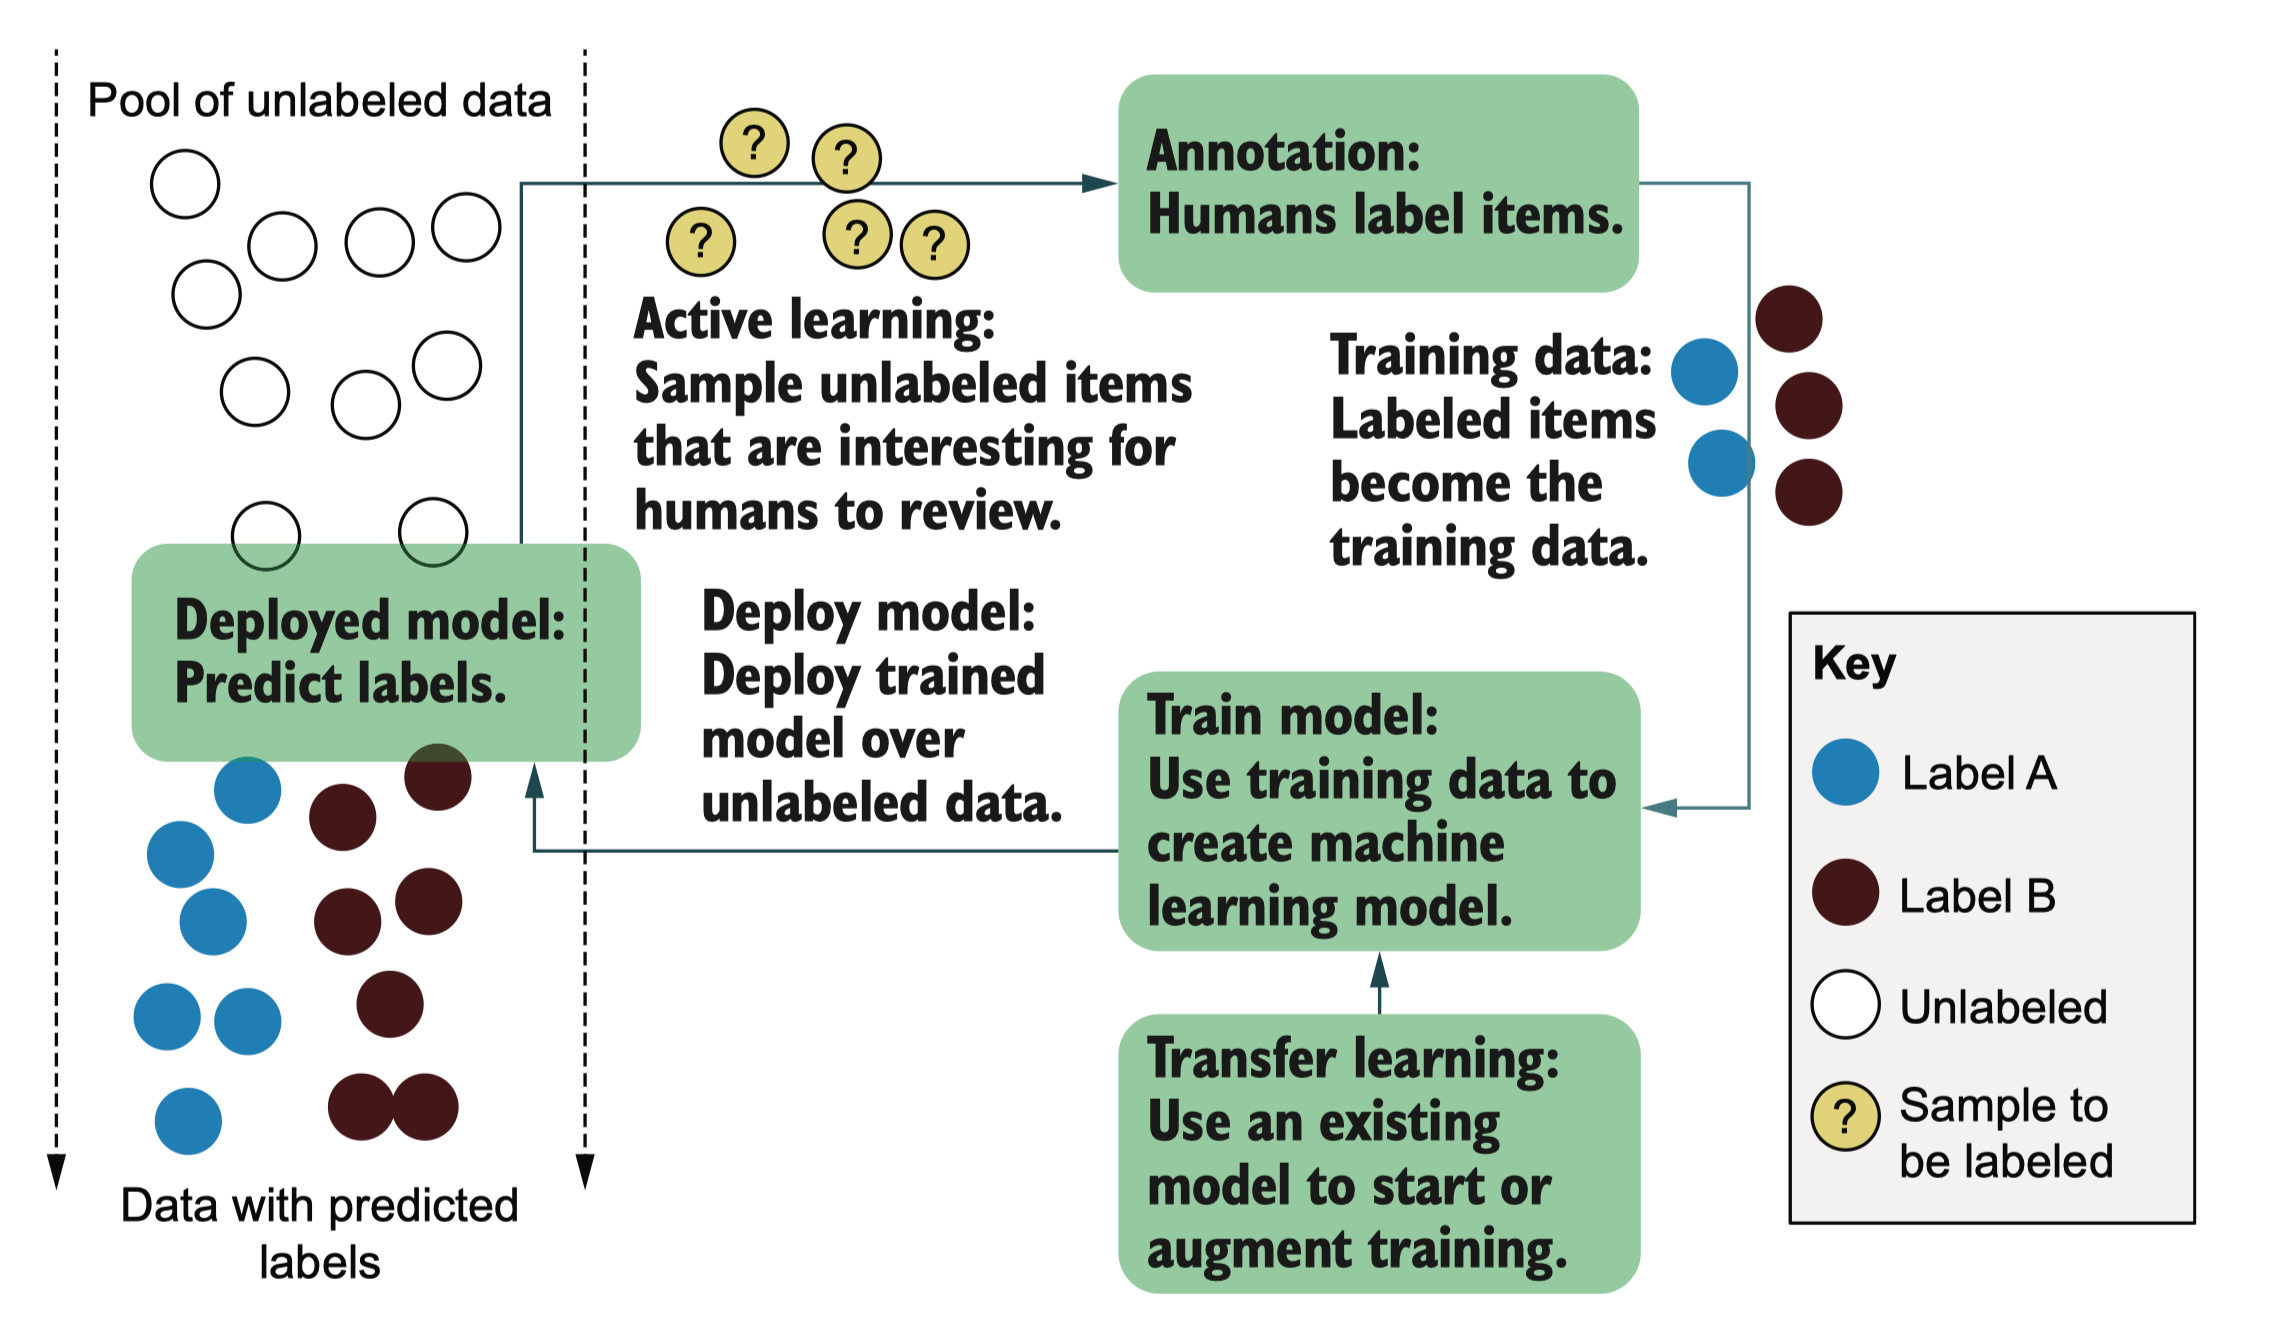 Pool of unlabeled data
?
?
?
?
?
Annotation:
Humans label items.
Active learning:
Sample unlabeled items
that are interesting for
humans to review.
Training data:
Labeled items
become the
training data.
Deployed model:
Predict labels.
Deploy model:
Deploy trained
model over
unlabeled data.
Train model:
Use training data to
create machine
learning model.
Transfer learning:
Use an existing
model to start or
augment training.
Data with predicted
labels
Key
Label A
Label B
Unlabeled
?
Sample to
be labeled